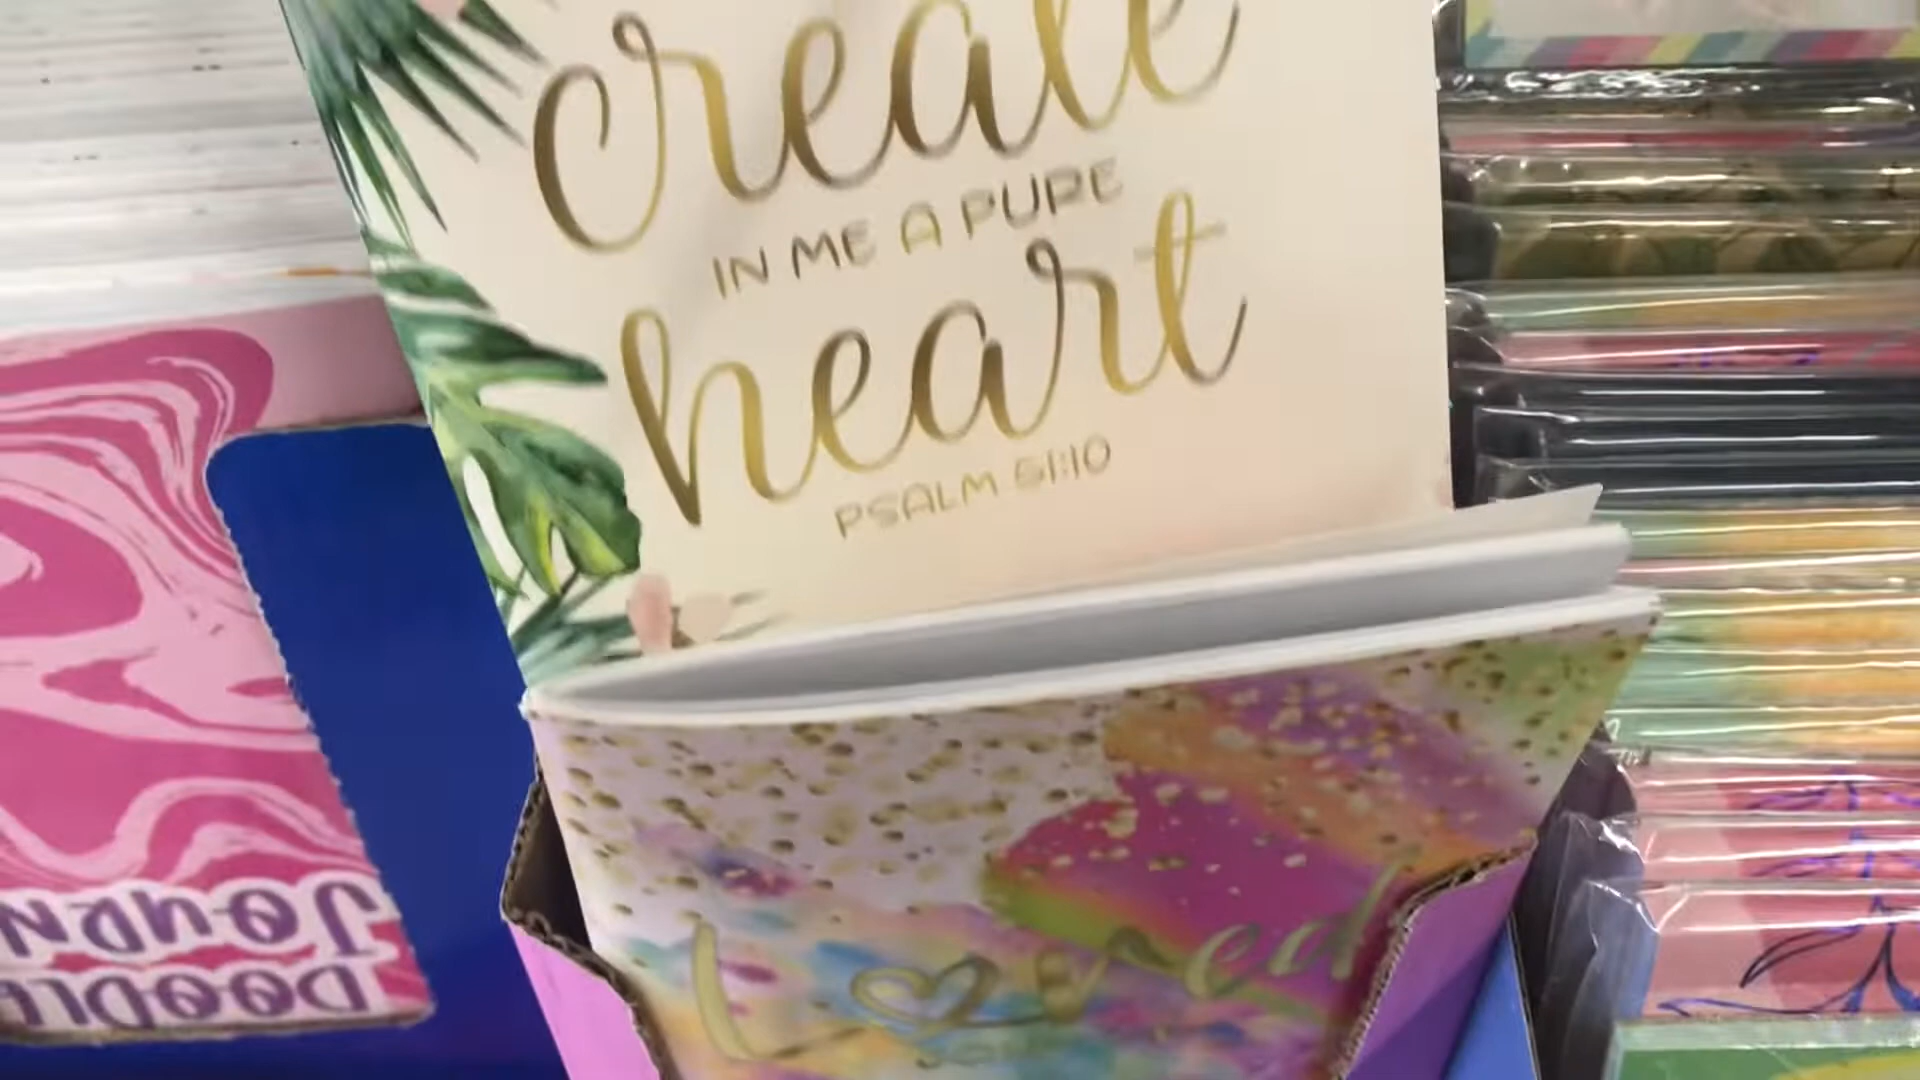 create
IN ME A PURE
heart
PSALM 51:10
Loved
DOODLE
JOURN